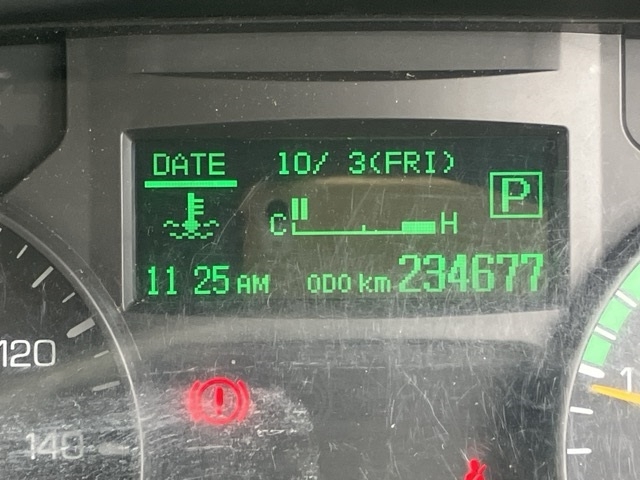 DATE 10/ 3(FRI)
P
C H
11 25 AM ODO km 234677
120
140